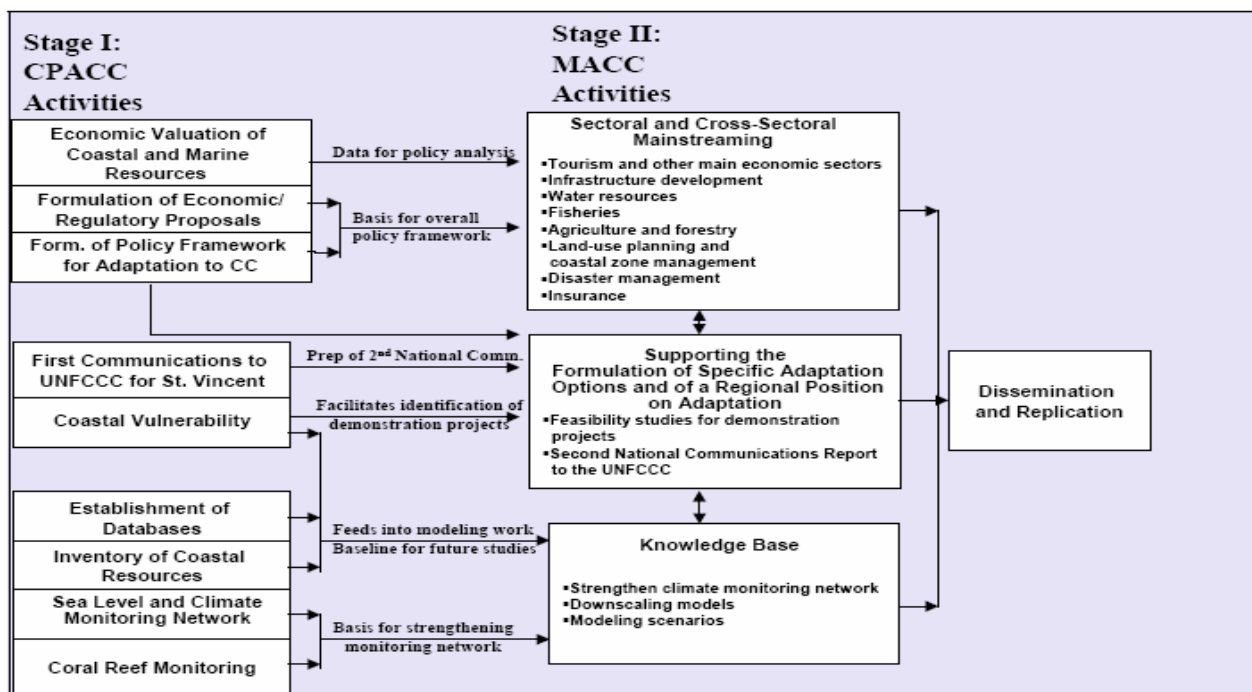 Stage I:
CPACC
Activities
Stage II:
MACC
Activities
Economic Valuation of
Coastal and Marine
Resources
Formulation of Economic/
Regulatory Proposals
Form. of Policy Framework
for Adaptation to CC
Data for policy analysis
Basis for overall
policy framework
Sectoral and Cross-Sectoral
Mainstreaming
▪Tourism and other main economic sectors
▪Infrastructure development
▪Water resources
▪Fisheries
▪Agriculture and forestry
▪Land-use planning and
coastal zone management
▪Disaster management
▪Insurance
First Communications to
UNFCCC for St. Vincent
Coastal Vulnerability
Prep of 2nd National Comm.
Facilitates identification of
demonstration projects
Supporting the
Formulation of Specific Adaptation
Options and of a Regional Position
on Adaptation
▪Feasibility studies for demonstration
projects
▪Second National Communications Report
to the UNFCCC
Dissemination
and Replication
Establishment of
Databases
Inventory of Coastal
Resources
Sea Level and Climate
Monitoring Network
Coral Reef Monitoring
Feeds into modeling work
Baseline for future studies
Basis for strengthening
monitoring network
Knowledge Base
▪Strengthen climate monitoring network
▪Downscaling models
▪Modeling scenarios